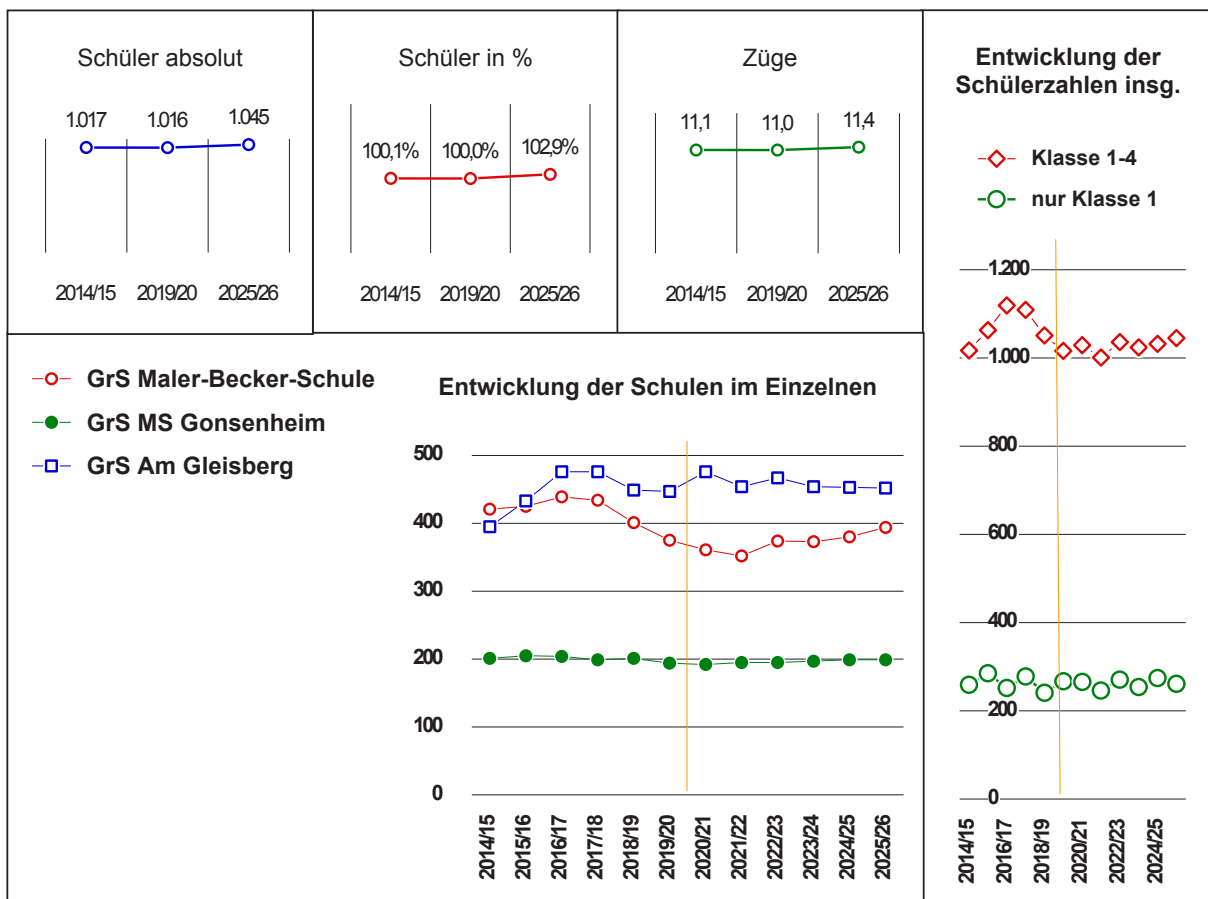 Schüler absolut
1.017 1.016 1.045
2014/15 2019/20 2025/26
Schüler in %
100,1% 100,0% 102,9%
2014/15 2019/20 2025/26
Züge
11,1 11,0 11,4
2014/15 2019/20 2025/26
Entwicklung der
Schülerzahlen insg.
Klasse 1-4
nur Klasse 1
1.200
1.000
800
600
400
200
0
2014/15
2016/17
2018/19
2020/21
2022/23
2024/25
GrS Maler-Becker-Schule
GrS MS Gonsenheim
GrS Am Gleisberg
Entwicklung der Schulen im Einzelnen
500
400
300
200
100
0
2014/15
2015/16
2016/17
2017/18
2018/19
2019/20
2020/21
2021/22
2022/23
2023/24
2024/25
2025/26